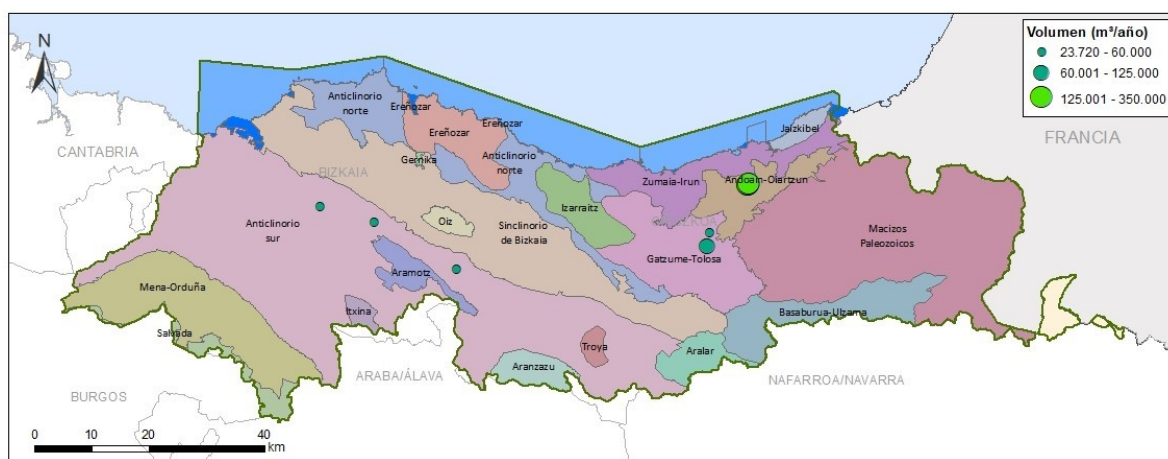 N
Volumen (m³/año)
23.720 - 60.000
60.001 - 125.000
125.001 - 350.000
CANTABRIA
BIZKAIA
FRANCIA
Anticlinorio
norte
Ereñozar
Ereñozar
Ereñozar
Gernika
Anticlinorio
norte
Jaizkibel
Zumaia-Irun
Andoain-Oiartzun
Izarraitz
Oiz
Sinclinorio
de Bizkaia
Anticlinorio
sur
Macizos
Paleozoicos
Gatzume-Tolosa
Aramotz
Mena-Orduña
Itxina
Salvada
Basaburua-Ulzama
Troya
Aralar
Aranzazu
ARABA/ÁLAVA
NAFARROA/NAVARRA
BURGOS
0 10 20 40
km